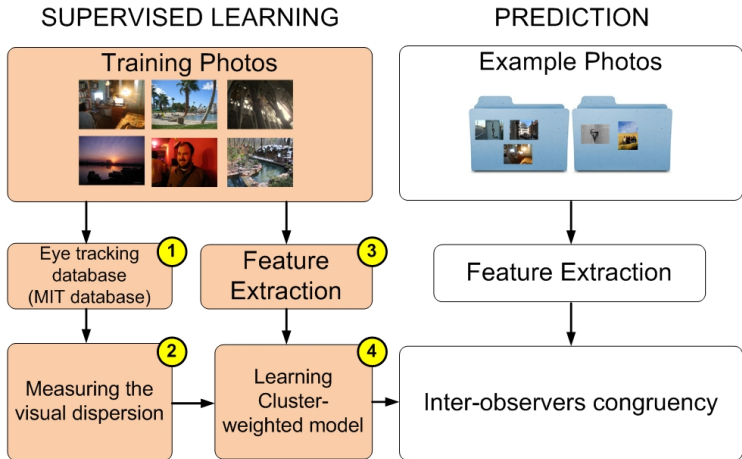 SUPERVISED LEARNING
PREDICTION
Training Photos
Example Photos
Eye tracking
database
(MIT database)
1
Feature
Extraction
3
Feature Extraction
Measuring the
visual dispersion
2
Learning
Cluster-
weighted model
4
Inter-observers congruency